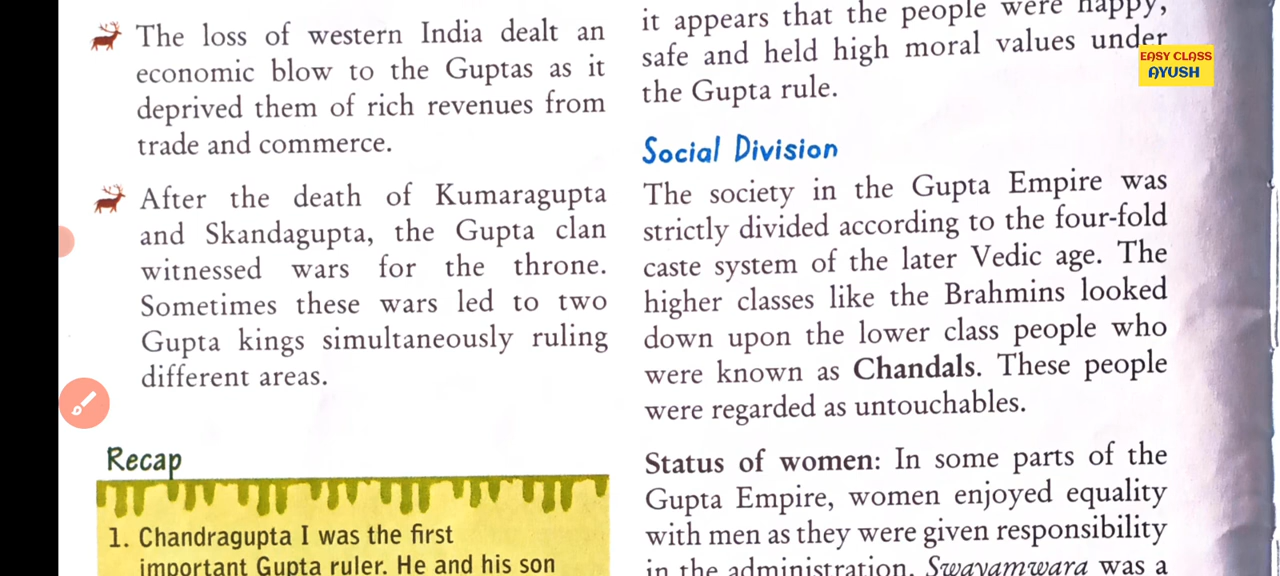 The loss of western India dealt an
economic blow to the Guptas as it
deprived them of rich revenues from
trade and commerce.
After the death of Kumaragupta
and Skandagupta, the Gupta clan
witnessed wars for the throne.
Sometimes these wars led to two
Gupta kings simultaneously ruling
different areas.
Recap
1. Chandragupta I was the first
important Gupta ruler. He and his son
it appears that the people were happy,
safe and held high moral values under
the Gupta rule.
Social Division
The society in the Gupta Empire was
strictly divided according to the four-fold
caste system of the later Vedic age. The
higher classes like the Brahmins looked
down upon the lower class people who
were known as Chandals. These people
were regarded as untouchables.
Status of women: In some parts of the
Gupta Empire, women enjoyed equality
with men as they were given responsibility
in the administration. Swayamwara was a
EASY CLASS
AYUSH